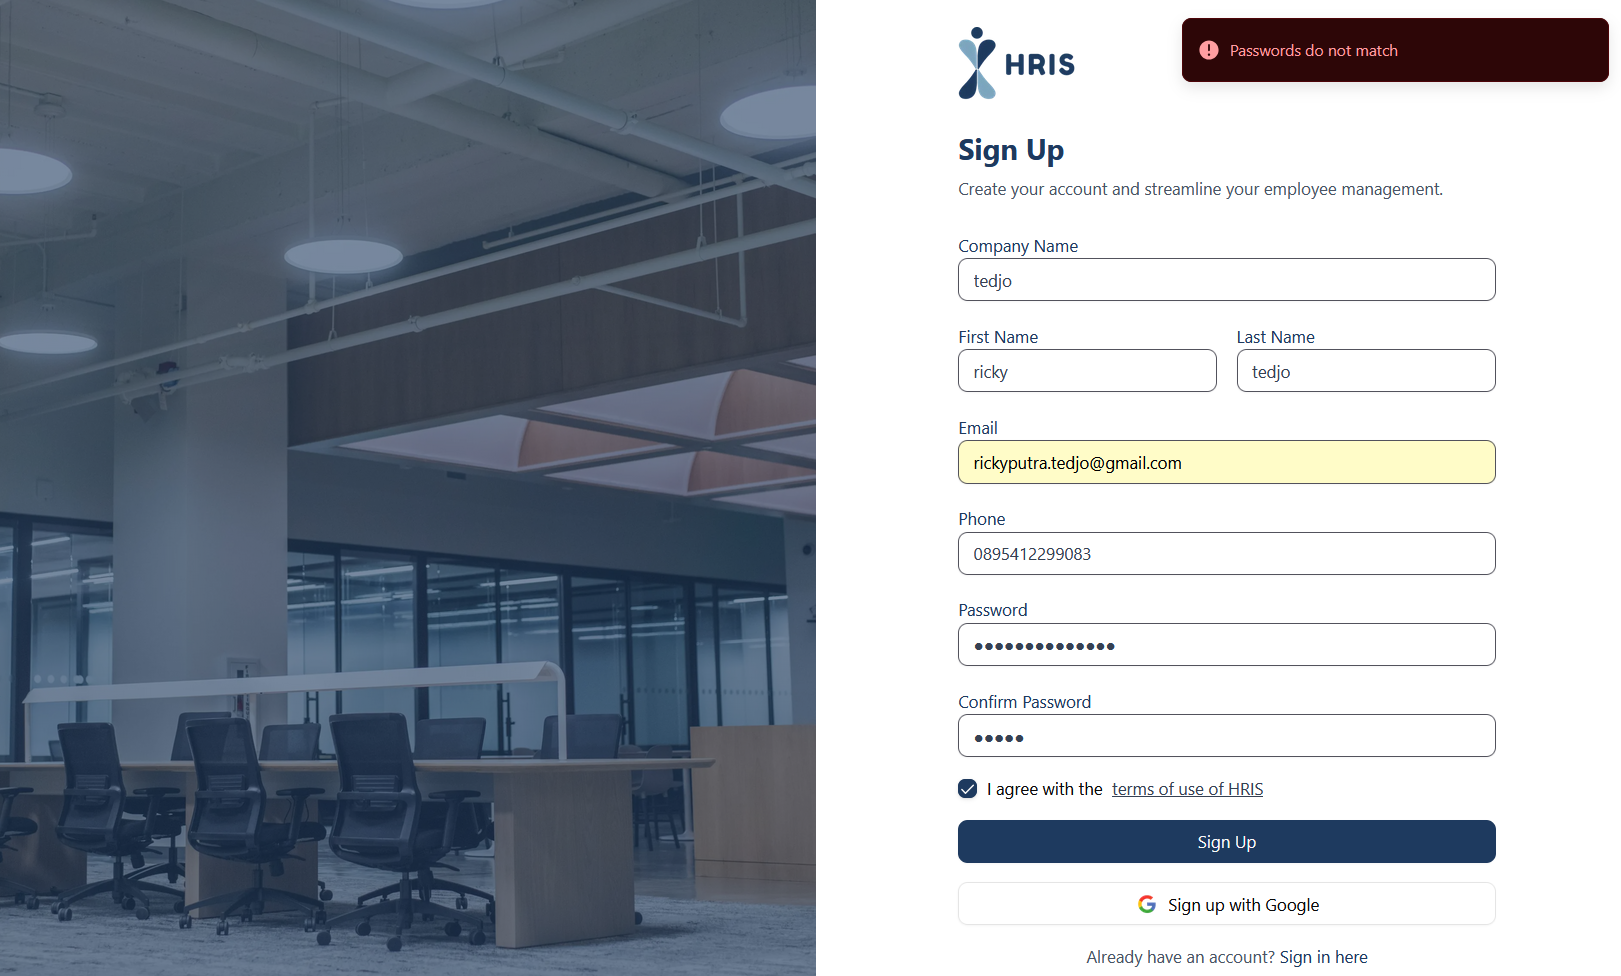 HRIS
Passwords do not match
Sign Up
Create your account and streamline your employee management.
Company Name
tedjo
First Name
Last Name
ricky
tedjo
Email
rickyputra.tedjo@gmail.com
Phone
0895412299083
Password
●●●●●●●●●●●●●●
Confirm Password
●●●●●
I agree with the terms of use of HRIS
Sign Up
Sign up with Google
Already have an account? Sign in here